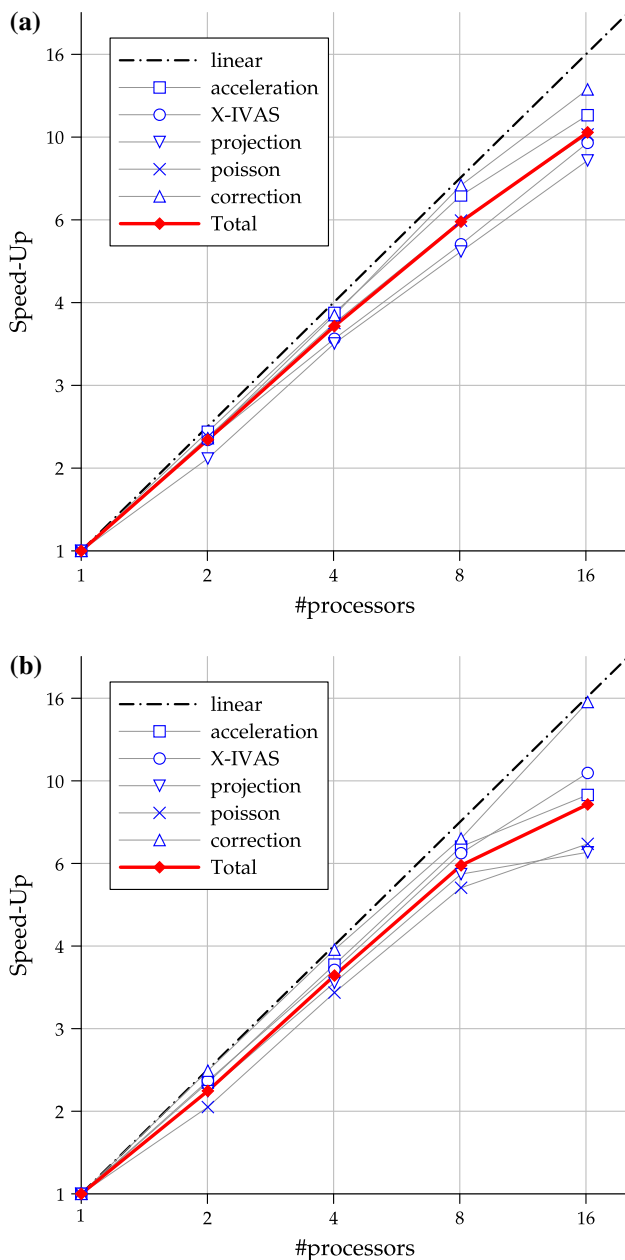 (a)
16
10
6
4
3
2
1
Speed-Up
linear
acceleration
X-IVAS
projection
poisson
correction
Total
1 2 4 8 16
#processors
(b)
16
10
6
4
3
2
1
Speed-Up
linear
acceleration
X-IVAS
projection
poisson
correction
Total
1 2 4 8 16
#processors